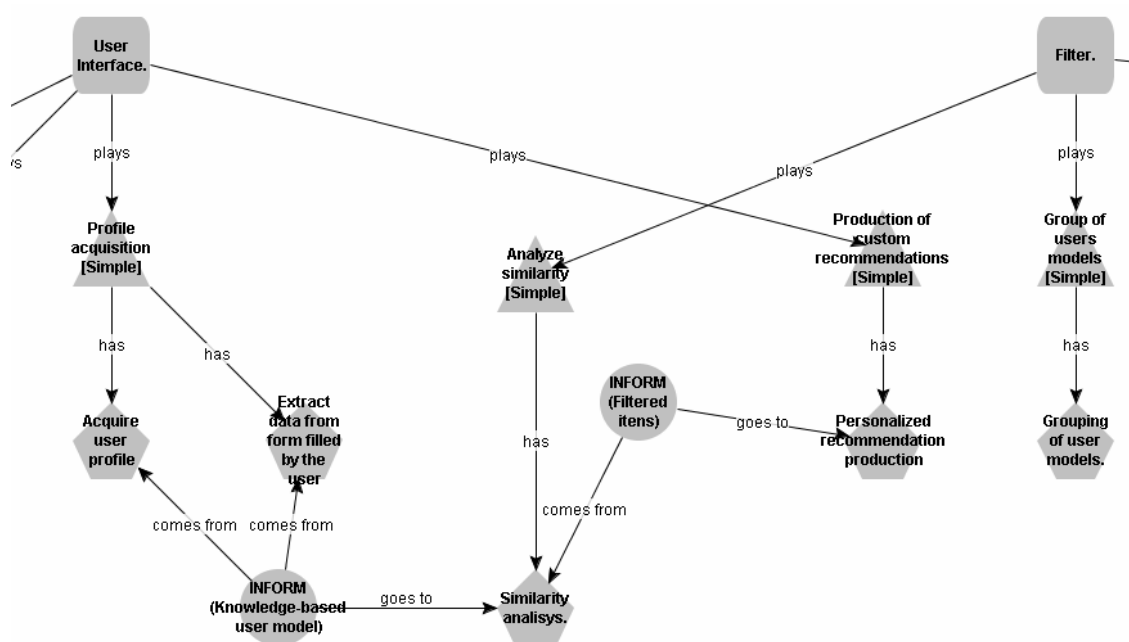 User
Interface.
Filter.
plays
plays
plays
plays
Profile
acquisition
[Simple]
Analyze
similarity
[Simple]
Production of
custom
recommendations
[Simple]
Group of
users
models
[Simple]
has
has
has
has
has
Acquire
user
profile
Extract
data from
form filled
by the
user
INFORM
(Filtered
itens)
goes to
Personalized
recommendation
production
Grouping
of user
models.
comes from
comes from
comes from
INFORM
(Knowledge-based
user model)
goes to
Similarity
analisys.